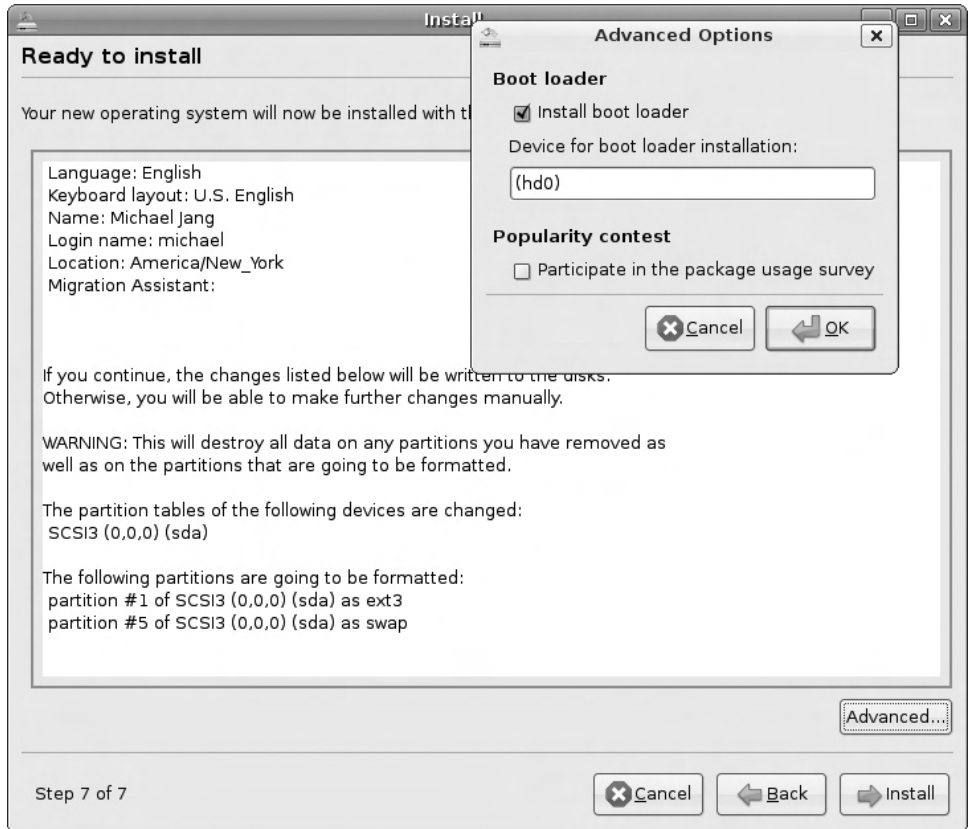 Install
Ready to install
Your new operating system will now be installed with
Language: English
Keyboard layout: U.S. English
Name: Michael Jang
Login name: michael
Location: America/New_York
Migration Assistant:
If you continue, the changes listed below will be written to the disks.
Otherwise, you will be able to make further changes manually.
WARNING: This will destroy all data on any partitions you have removed as
well as on the partitions that are going to be formatted.
The partition tables of the following devices are changed:
SCSI3 (0,0,0) (sda)
The following partitions are going to be formatted:
partition #1 of SCSI3 (0,0,0) (sda) as ext3
partition #5 of SCSI3 (0,0,0) (sda) as swap
Advanced...
Step 7 of 7
Cancel
Back
Install
Advanced Options
Boot loader
Install boot loader
Device for boot loader installation:
(hd0)
Popularity contest
Participate in the package usage survey
Cancel
OK